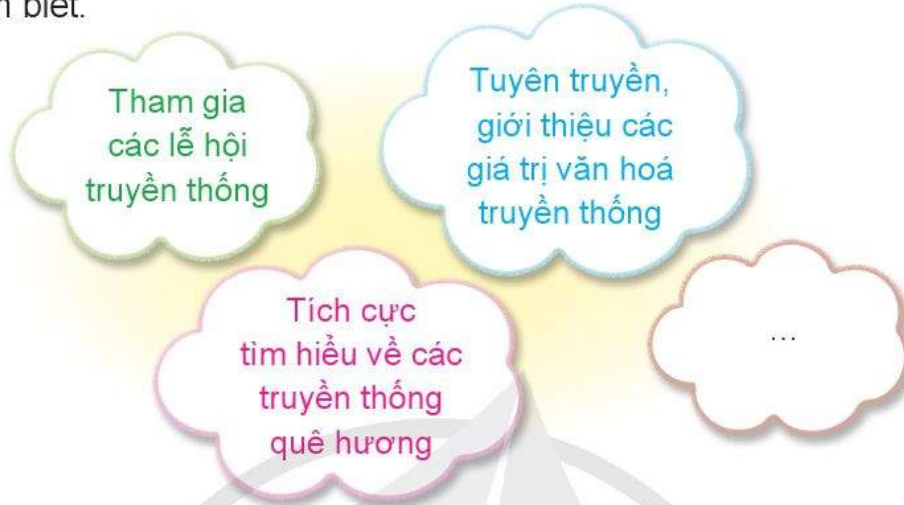 biết.
Tham gia
các lễ hội
truyền thống
Tuyên truyền,
giới thiệu các
giá trị văn hoá
truyền thống
Tích cực
tìm hiểu về các
truyền thống
quê hương
...